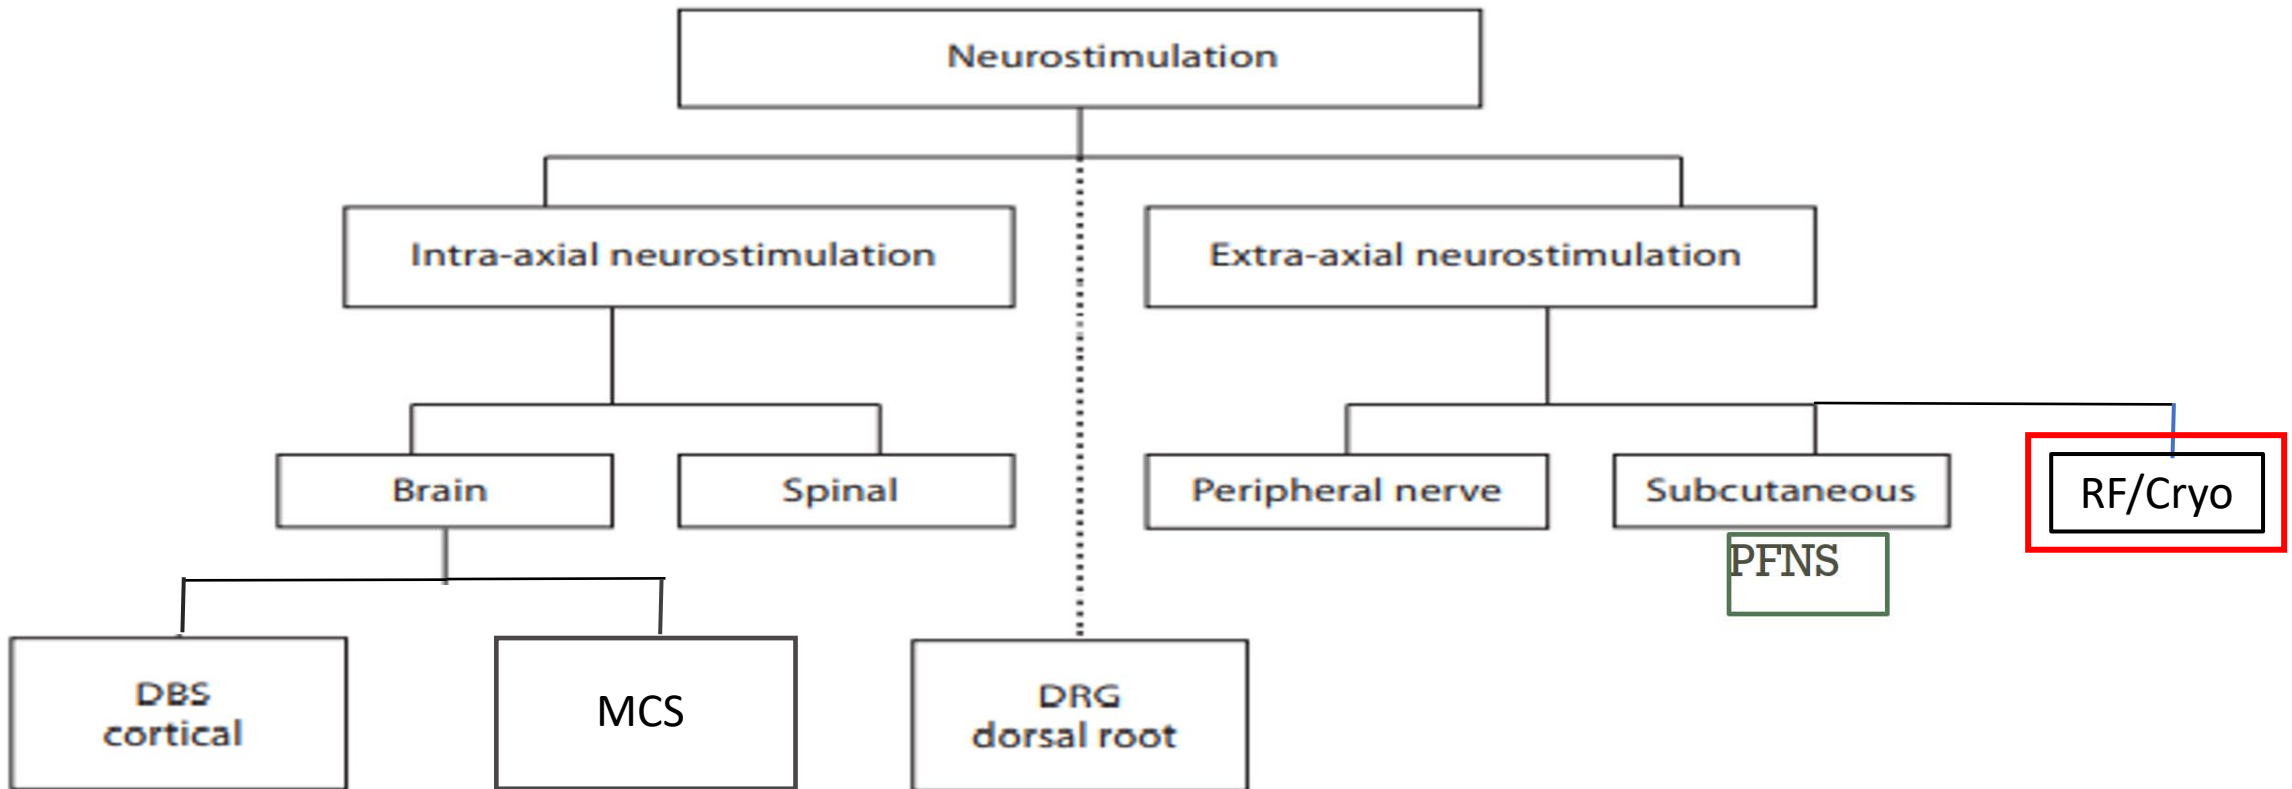 Neurostimulation
Intra-axial neurostimulation
Extra-axial neurostimulation
Brain
Spinal
Peripheral nerve
Subcutaneous
RF/Cryo
PFNS
DBS
cortical
MCS
DRG
dorsal root